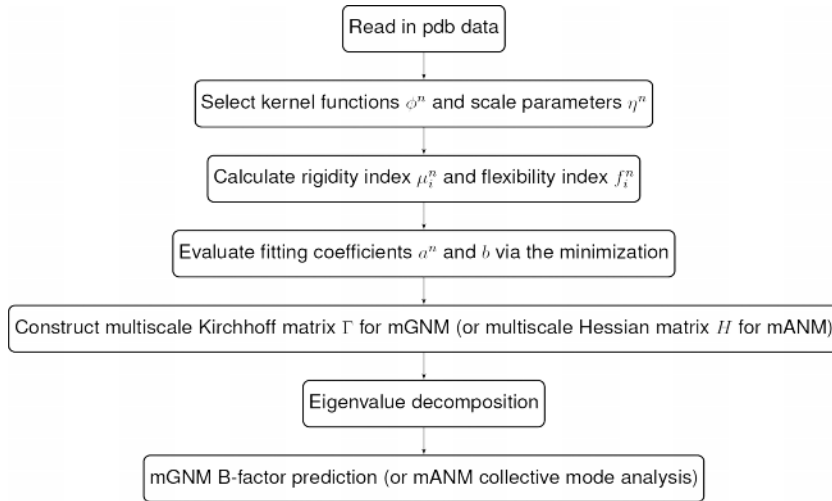 Read in pdb data
Select kernel functions ϕⁿ and scale parameters ηⁿ
Calculate rigidity index μᵢⁿ and flexibility index fᵢⁿ
Evaluate fitting coefficients aⁿ and b via the minimization
Construct multiscale Kirchhoff matrix Γ for mGNM (or multiscale Hessian matrix H for mANM)
Eigenvalue decomposition
mGNM B-factor prediction (or mANM collective mode analysis)